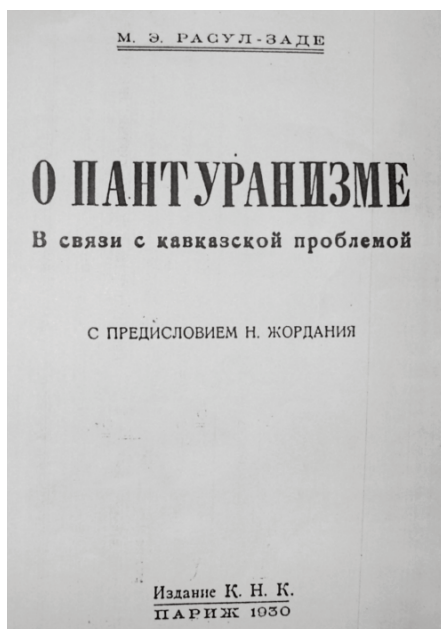 М. Э. РАСУЛ-ЗАДЕ
О ПАНТУРАНИЗМЕ
В связи с кавказской проблемой
С ПРЕДИСЛОВИЕМ Н. ЖОРДАНИЯ
Издание К. Н. К.
ПАРИЖ 1930